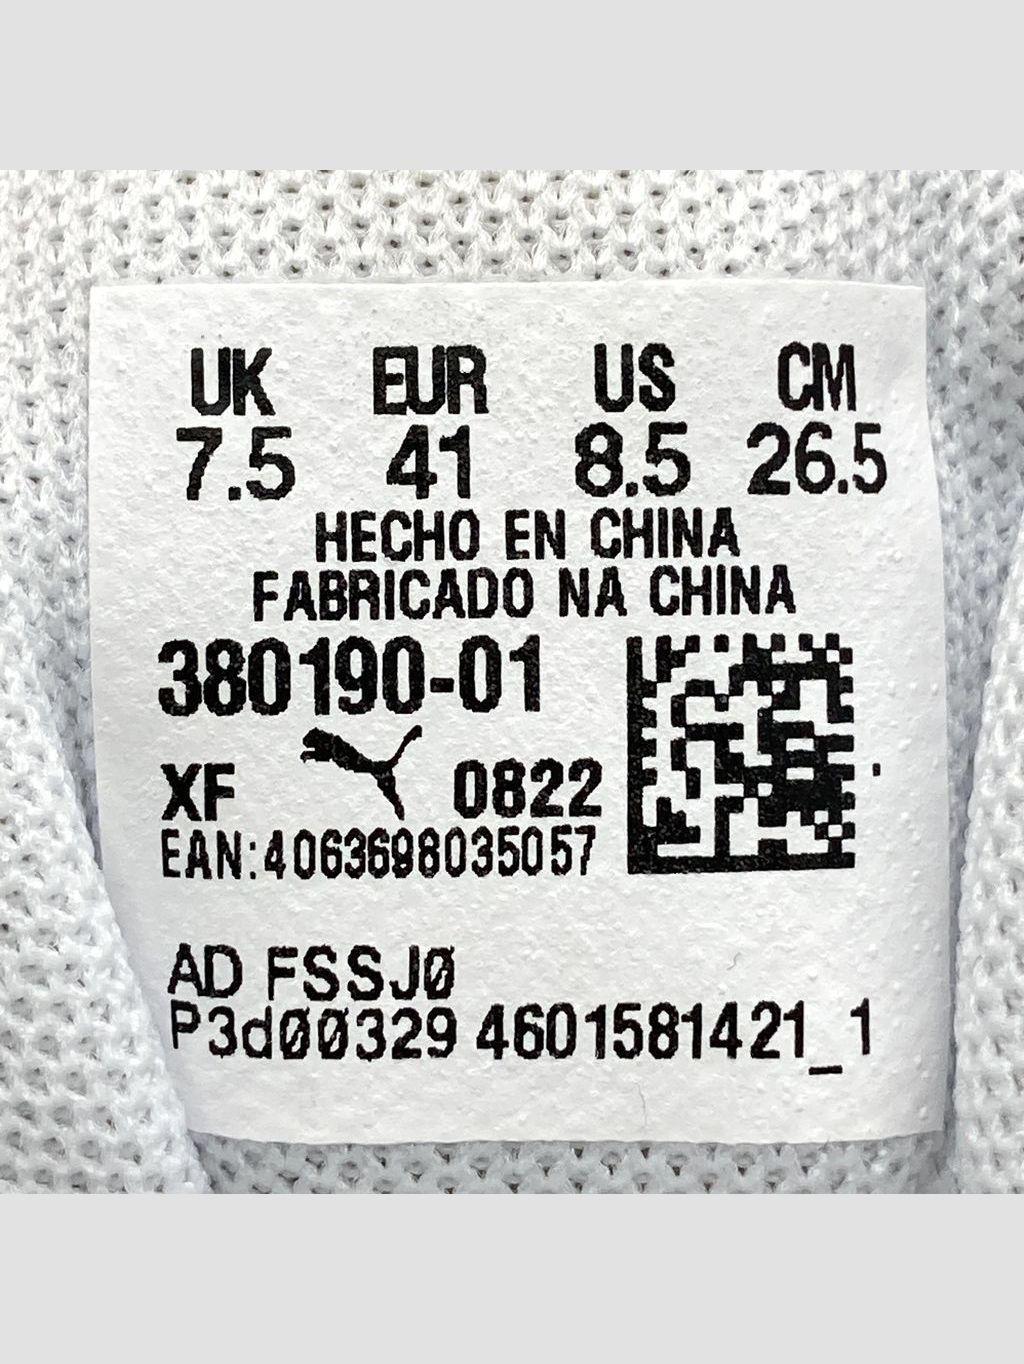 UK EUR US CM
7.5 41 8.5 26.5
HECHO EN CHINA
FABRICADO NA CHINA
380190-01
XF 0822
EAN:4063698035057
AD FSSJ0
P3d00329 4601581421_1